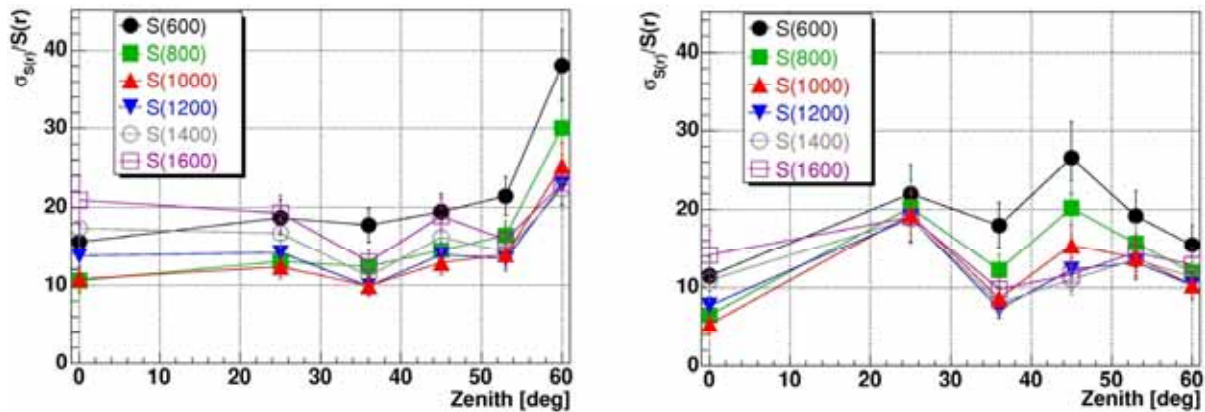 σS(r)/S(r)
40
30
20
10
0
S(600)
S(800)
S(1000)
S(1200)
S(1400)
S(1600)
0 10 20 30 40 50 60
Zenith [deg]
σS(r)/S(r)
40
30
20
10
0
S(600)
S(800)
S(1000)
S(1200)
S(1400)
S(1600)
0 10 20 30 40 50 60
Zenith [deg]